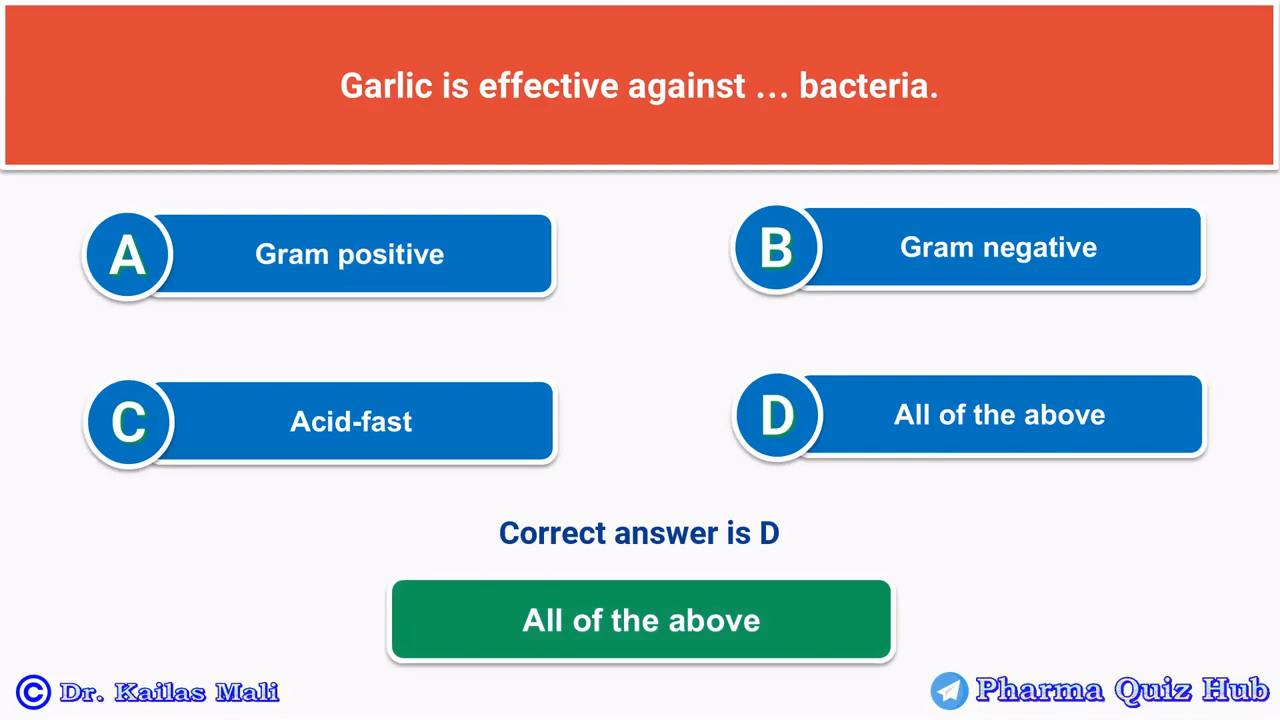 Garlic is effective against ... bacteria.
A Gram positive
B Gram negative
C Acid-fast
D All of the above
Correct answer is D
All of the above
© Dr. Kailas Mali
Pharma Quiz Hub